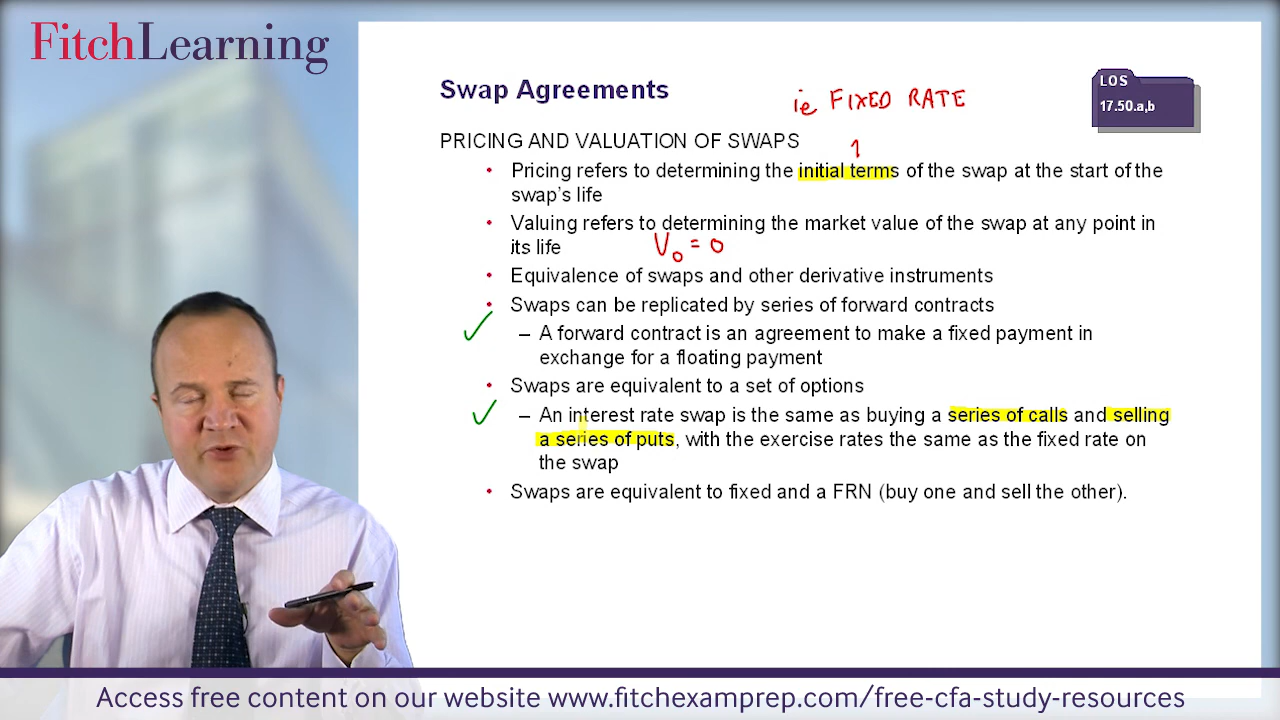 FitchLearning
Swap Agreements
ie FIXED RATE
LOS
17.50.a,b
PRICING AND VALUATION OF SWAPS
• Pricing refers to determining the initial terms of the swap at the start of the
swap's life
• Valuing refers to determining the market value of the swap at any point in
its life
V₀ = 0
• Equivalence of swaps and other derivative instruments
• Swaps can be replicated by series of forward contracts
– A forward contract is an agreement to make a fixed payment in
exchange for a floating payment
• Swaps are equivalent to a set of options
– An interest rate swap is the same as buying a series of calls and selling
a series of puts, with the exercise rates the same as the fixed rate on
the swap
• Swaps are equivalent to fixed and a FRN (buy one and sell the other).
Access free content on our website www.fitchexamprep.com/free-cfa-study-resources